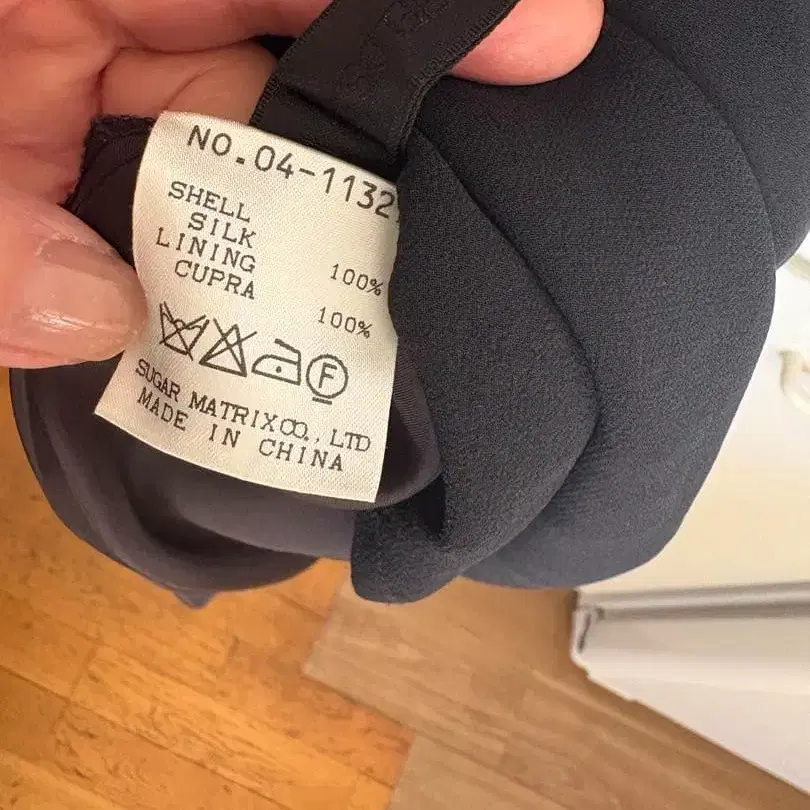 NO.04-1132
SHELL
SILK 100%
LINING
CUPRA 100%
F
SUGAR MATRIX CO., LTD
MADE IN CHINA